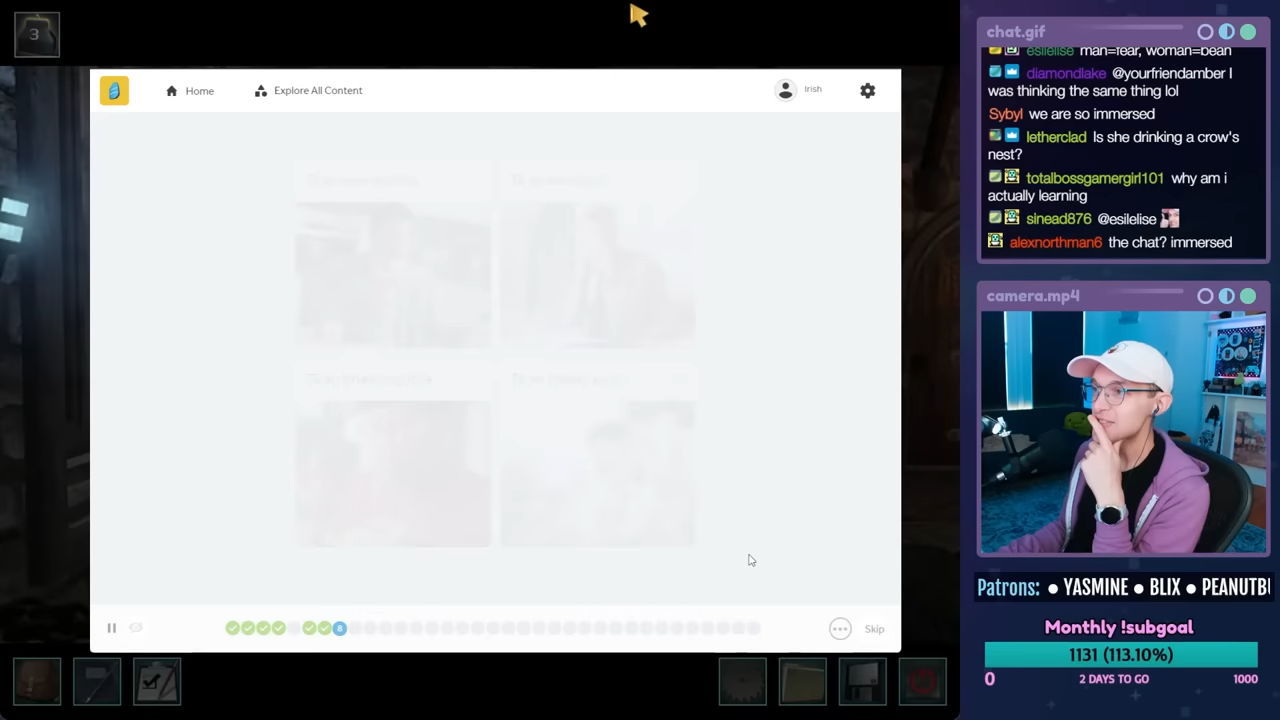 3
Home
Explore All Content
Irish
8
Skip
chat.gif
esilelise man=fear, woman=bean
diamondlake @yourfriendamber I
was thinking the same thing lol
Sybyl we are so immersed
letherclad Is she drinking a crow's
nest?
totalbossgamergirl101 why am i
actually learning
sinead876 @esilelise
alexnorthman6 the chat? immersed
camera.mp4
Patrons: ● YASMINE ● BLIX ● PEANUTB
Monthly !subgoal
1131 (113.10%)
0 2 DAYS TO GO 1000